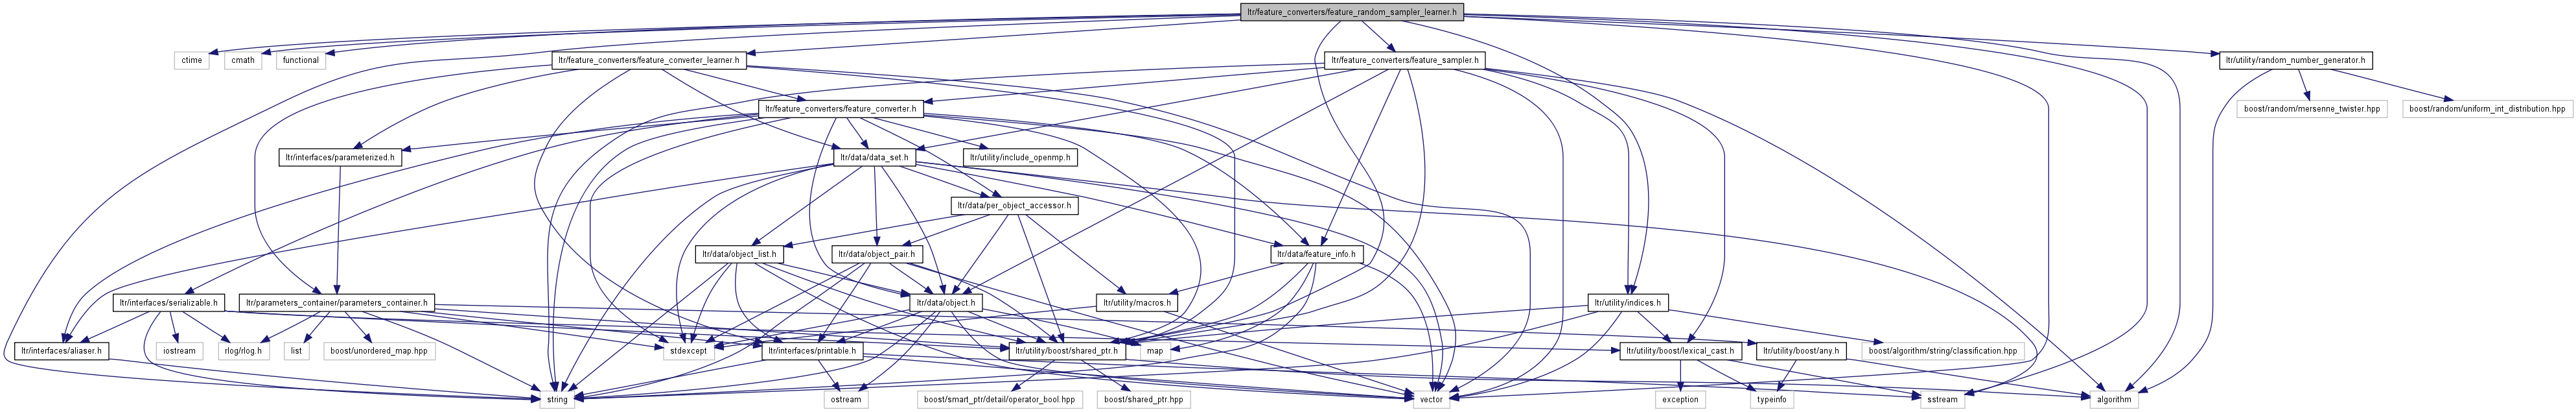 ltr/feature_converters/feature_random_sampler_learner.h
ctime
cmath
functional
ltr/feature_converters/feature_converter_learner.h
ltr/feature_converters/feature_sampler.h
ltr/utility/random_number_generator.h
ltr/feature_converters/feature_converter.h
boost/random/mersenne_twister.hpp
boost/random/uniform_int_distribution.hpp
ltr/interfaces/parameterized.h
ltr/data/data_set.h
ltr/utility/include_openmp.h
ltr/data/per_object_accessor.h
ltr/data/object_list.h
ltr/data/object_pair.h
ltr/data/feature_info.h
ltr/interfaces/serializable.h
ltr/parameters_container/parameters_container.h
ltr/data/object.h
ltr/utility/macros.h
ltr/utility/indices.h
ltr/interfaces/aliaser.h
iostream
rlog/rlog.h
list
boost/unordered_map.hpp
stdexcept
ltr/interfaces/printable.h
ltr/utility/boost/shared_ptr.h
map
ltr/utility/boost/lexical_cast.h
ltr/utility/boost/any.h
boost/algorithm/string/classification.hpp
string
ostream
boost/smart_ptr/detail/operator_bool.hpp
boost/shared_ptr.hpp
vector
exception
typeinfo
sstream
algorithm